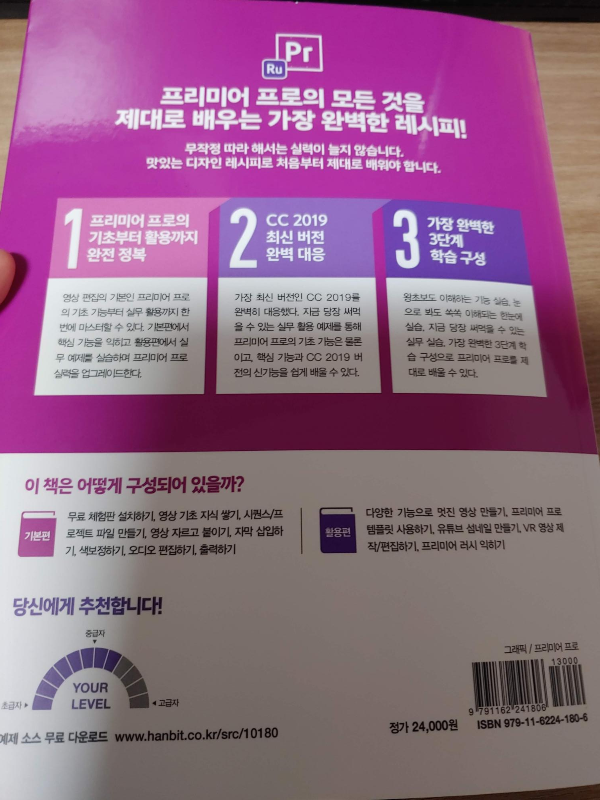 Pr
Ru
프리미어 프로의 모든 것을
제대로 배우는 가장 완벽한 레시피!
무작정 따라 해서는 실력이 늘지 않습니다.
맛있는 디자인 레시피로 처음부터 제대로 배워야 합니다.
1
프리미어 프로의
기초부터 활용까지
완전 정복
영상 편집의 기본인 프리미어 프로
의 기초 기능부터 실무 활용까지 한
번에 마스터할 수 있다. 기본편에서
핵심 기능을 익히고 활용편에서 실
무 예제를 실습하며 프리미어 프로
실력을 업그레이드한다.
2
CC 2019
최신 버전
완벽 대응
가장 최신 버전인 CC 2019를
완벽히 대응했다. 지금 당장 써먹
을 수 있는 실무 활용 예제를 통해
프리미어 프로의 기초 기능은 물론
이고, 핵심 기능과 CC 2019 버
전의 신기능을 쉽게 배울 수 있다.
3
가장 완벽한
3단계
학습 구성
왕초보도 이해하는 기능 실습, 눈
으로 봐도 쏙쏙 이해되는 한눈에
실습, 지금 당장 써먹을 수 있는
실무 실습, 가장 완벽한 3단계 학
습 구성으로 프리미어 프로를 제
대로 배울 수 있다.
이 책은 어떻게 구성되어 있을까?
기본편
무료 체험판 설치하기, 영상 기초 지식 쌓기, 시퀀스/프
로젝트 파일 만들기, 영상 자르고 붙이기, 자막 삽입하
기, 색보정하기, 오디오 편집하기, 출력하기
활용편
다양한 기능으로 멋진 영상 만들기, 프리미어 프로
템플릿 사용하기, 유튜브 섬네일 만들기, VR 영상 제
작/편집하기, 프리미어 러시 익히기
당신에게 추천합니다!
중급자
초급자
YOUR
LEVEL
고급자
예제 소스 무료 다운로드 www.hanbit.co.kr/src/10180
그래픽 / 프리미어 프로
13000
9 791162 241806
정가 24,000원
ISBN 979-11-6224-180-6